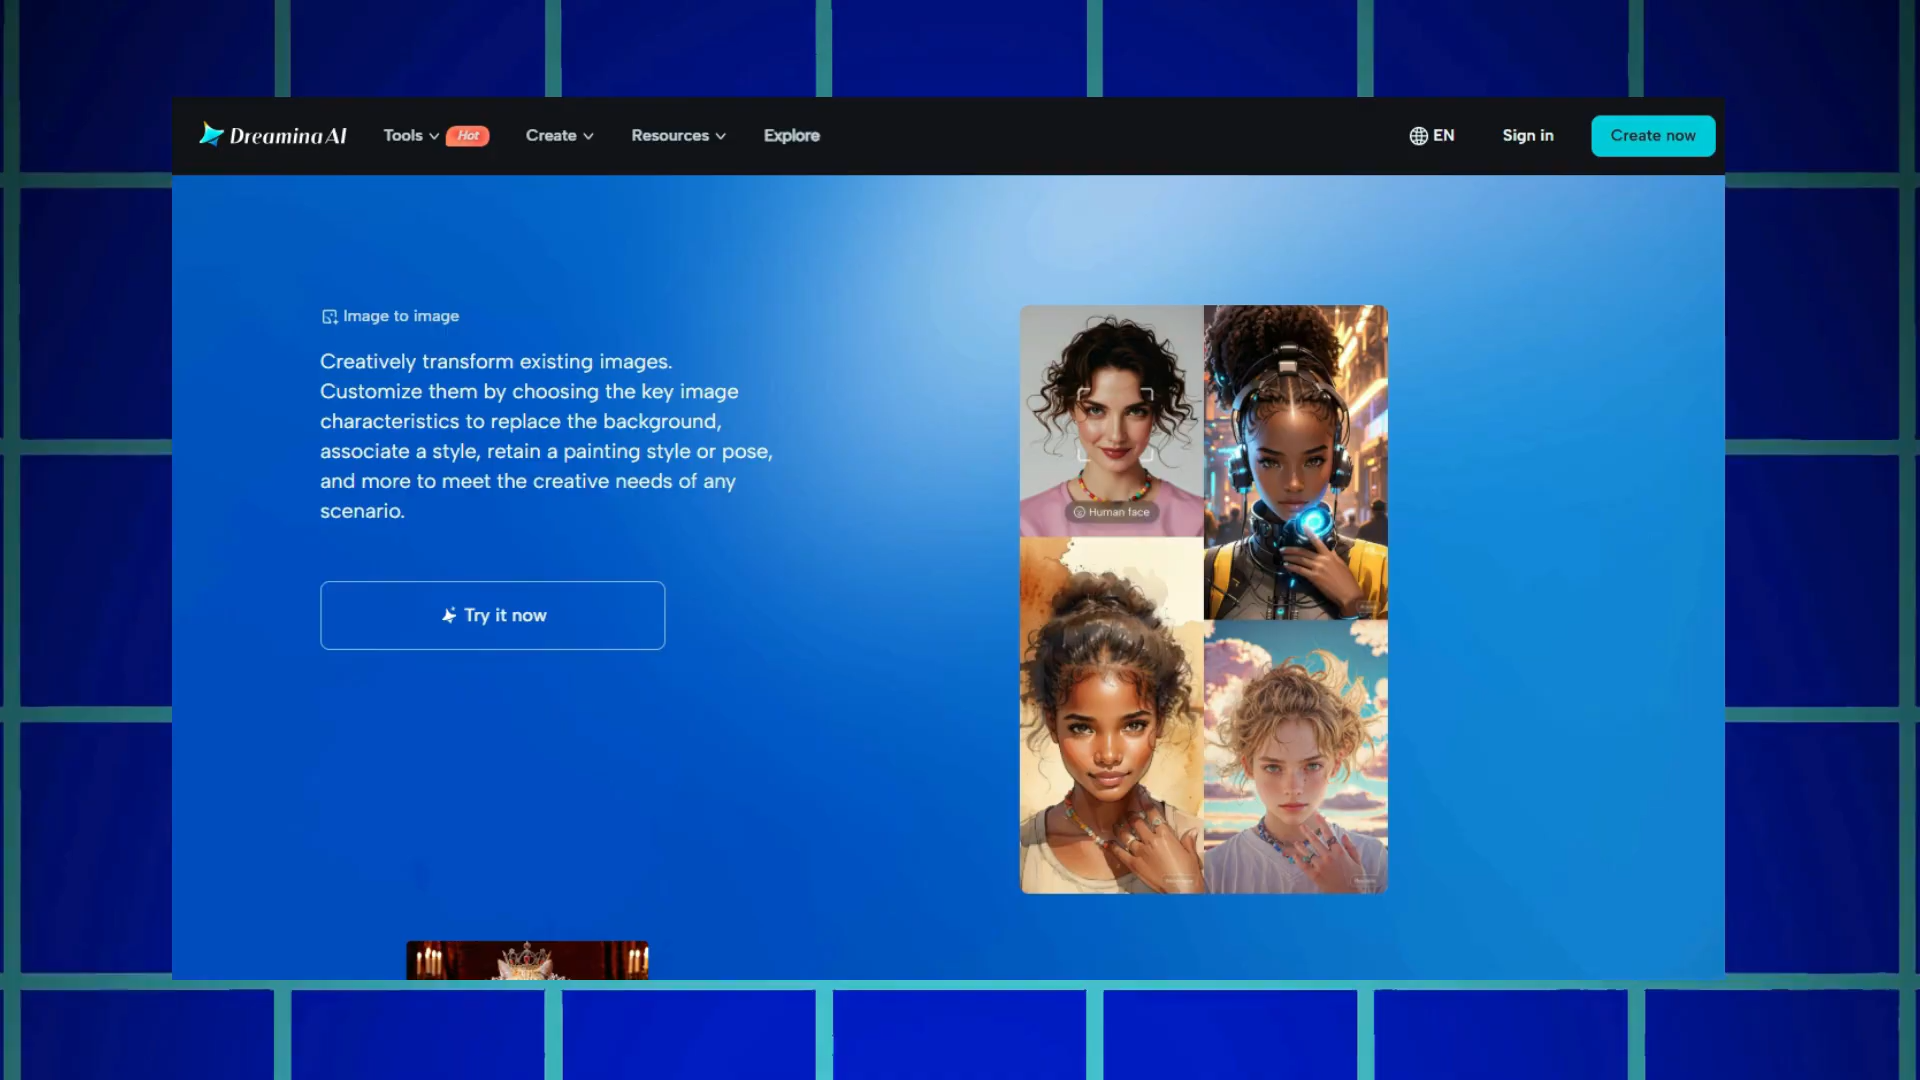 Dreamina AI
Tools
Hot
Create
Resources
Explore
EN
Sign in
Create now
Image to image
Creatively transform existing images.
Customize them by choosing the key image
characteristics to replace the background,
associate a style, retain a painting style or pose,
and more to meet the creative needs of any
scenario.
Try it now
Human face